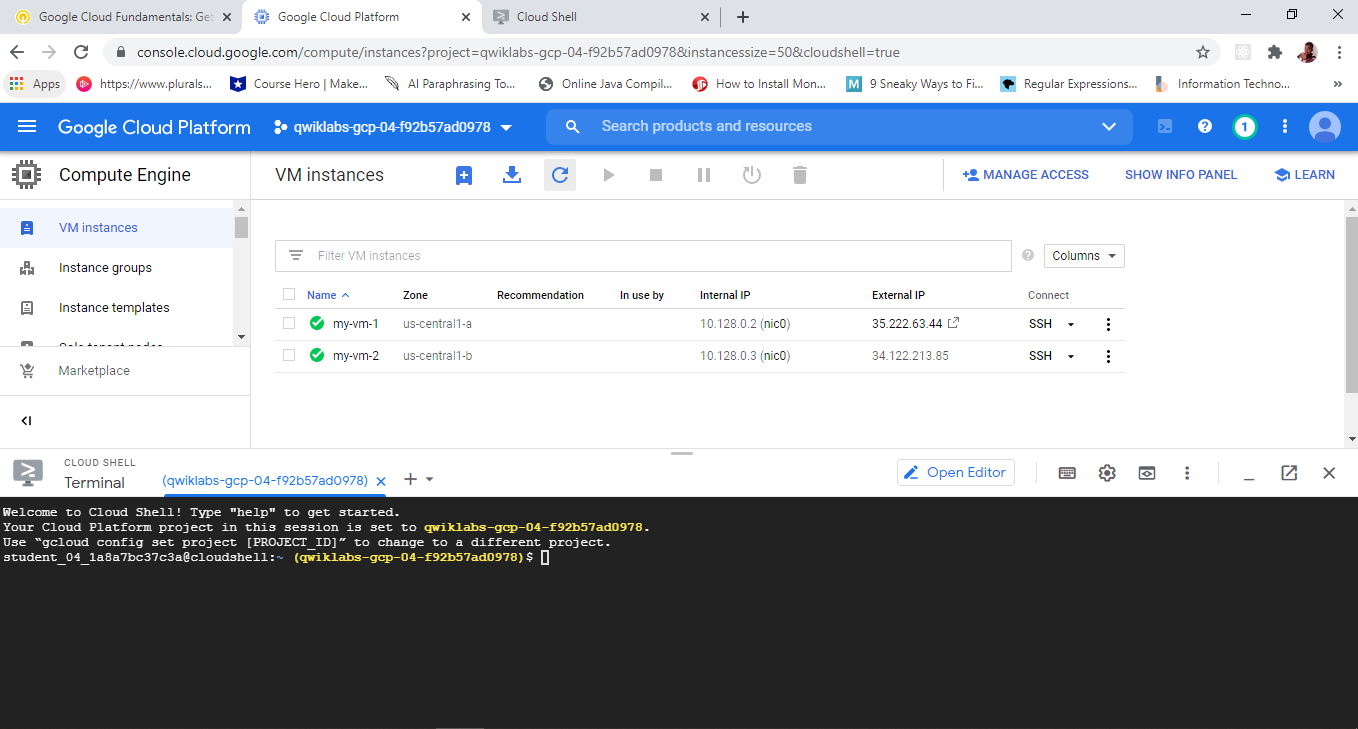 Google Cloud Fundamentals: Get
Google Cloud Platform
Cloud Shell
console.cloud.google.com/compute/instances?project=qwiklabs-gcp-04-f92b57ad0978&instancessize=50&cloudshell=true
Apps
https://www.plurals...
Course Hero | Make...
AI Paraphrasing To...
Online Java Compil...
How to Install Mon...
M
9 Sneaky Ways to Fi...
Regular Expressions...
Information Techno...
»
Google Cloud Platform
qwiklabs-gcp-04-f92b57ad0978
Search products and resources
1
Compute Engine
VM instances
MANAGE ACCESS
SHOW INFO PANEL
LEARN
VM instances
Instance groups
Instance templates
Marketplace
Filter VM instances
Columns
Name Zone Recommendation In use by Internal IP External IP Connect
my-vm-1 us-central1-a 10.128.0.2 (nic0) 35.222.63.44 SSH
my-vm-2 us-central1-b 10.128.0.3 (nic0) 34.122.213.85 SSH
CLOUD SHELL
Terminal
(qwiklabs-gcp-04-f92b57ad0978)
Open Editor
Welcome to Cloud Shell! Type "help" to get started.
Your Cloud Platform project in this session is set to qwiklabs-gcp-04-f92b57ad0978.
Use “gcloud config set project [PROJECT_ID]” to change to a different project.
student_04_1a8a7bc37c3a@cloudshell:~ (qwiklabs-gcp-04-f92b57ad0978)$